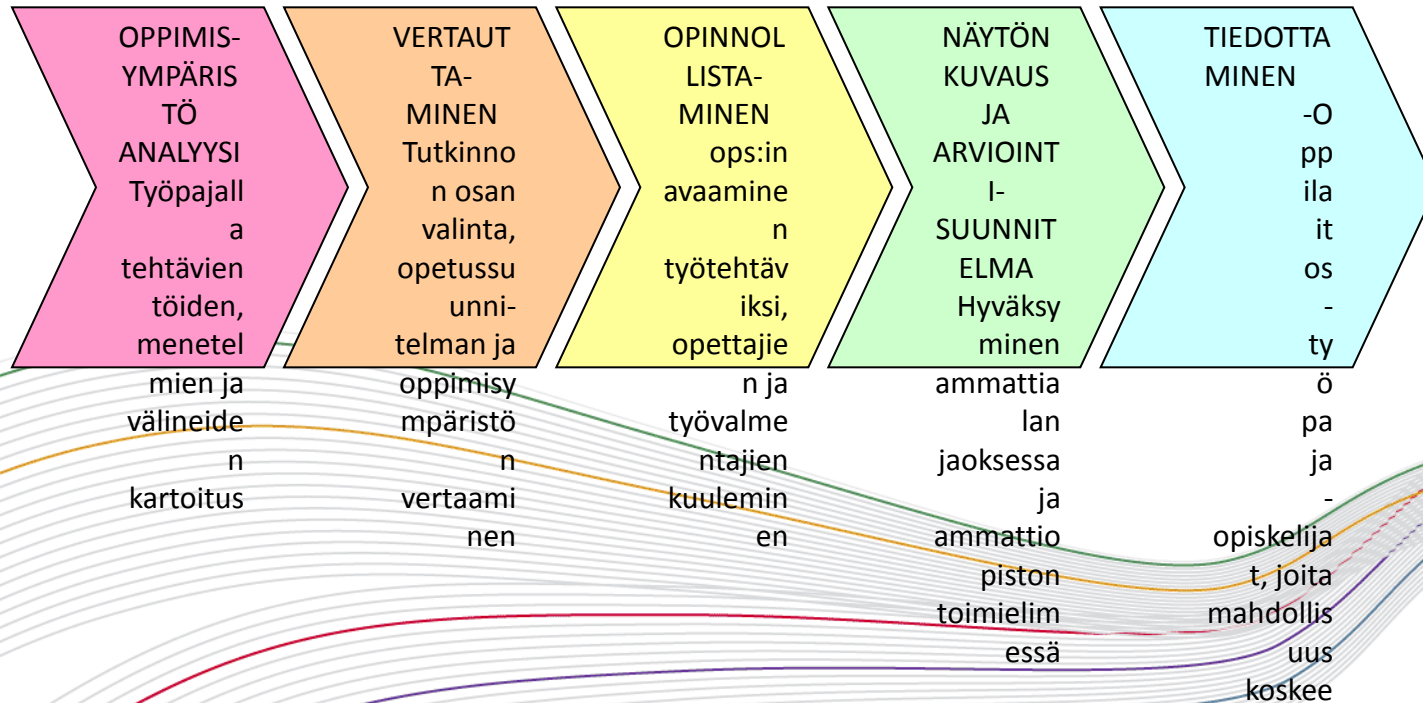 OPPIMIS-
YMPÄRIS
TÖ
ANALYYSI
Työpajall
a
tehtävien
töiden,
menetel
mien ja
välineide
n
kartoitus
VERTAUT
TA-
MINEN
Tutkinno
n osan
valinta,
opetussu
unni-
telman ja
oppimisy
mpäristö
n
vertaami
nen
OPINNOL
LISTA-
MINEN
ops:in
avaamine
n
työtehtäv
iksi,
opettajie
n ja
työvalme
ntajien
kuulemin
en
NÄYTÖN
KUVAUS
JA
ARVIOINT
I-
SUUNNIT
ELMA
Hyväksy
minen
ammattia
lan
jaoksessa
ja
ammattio
piston
toimielim
essä
TIEDOTTA
MINEN
-O
pp
ila
it
os
-
ty
ö
pa
ja
-
opiskelija
t, joita
mahdollis
uus
koskee